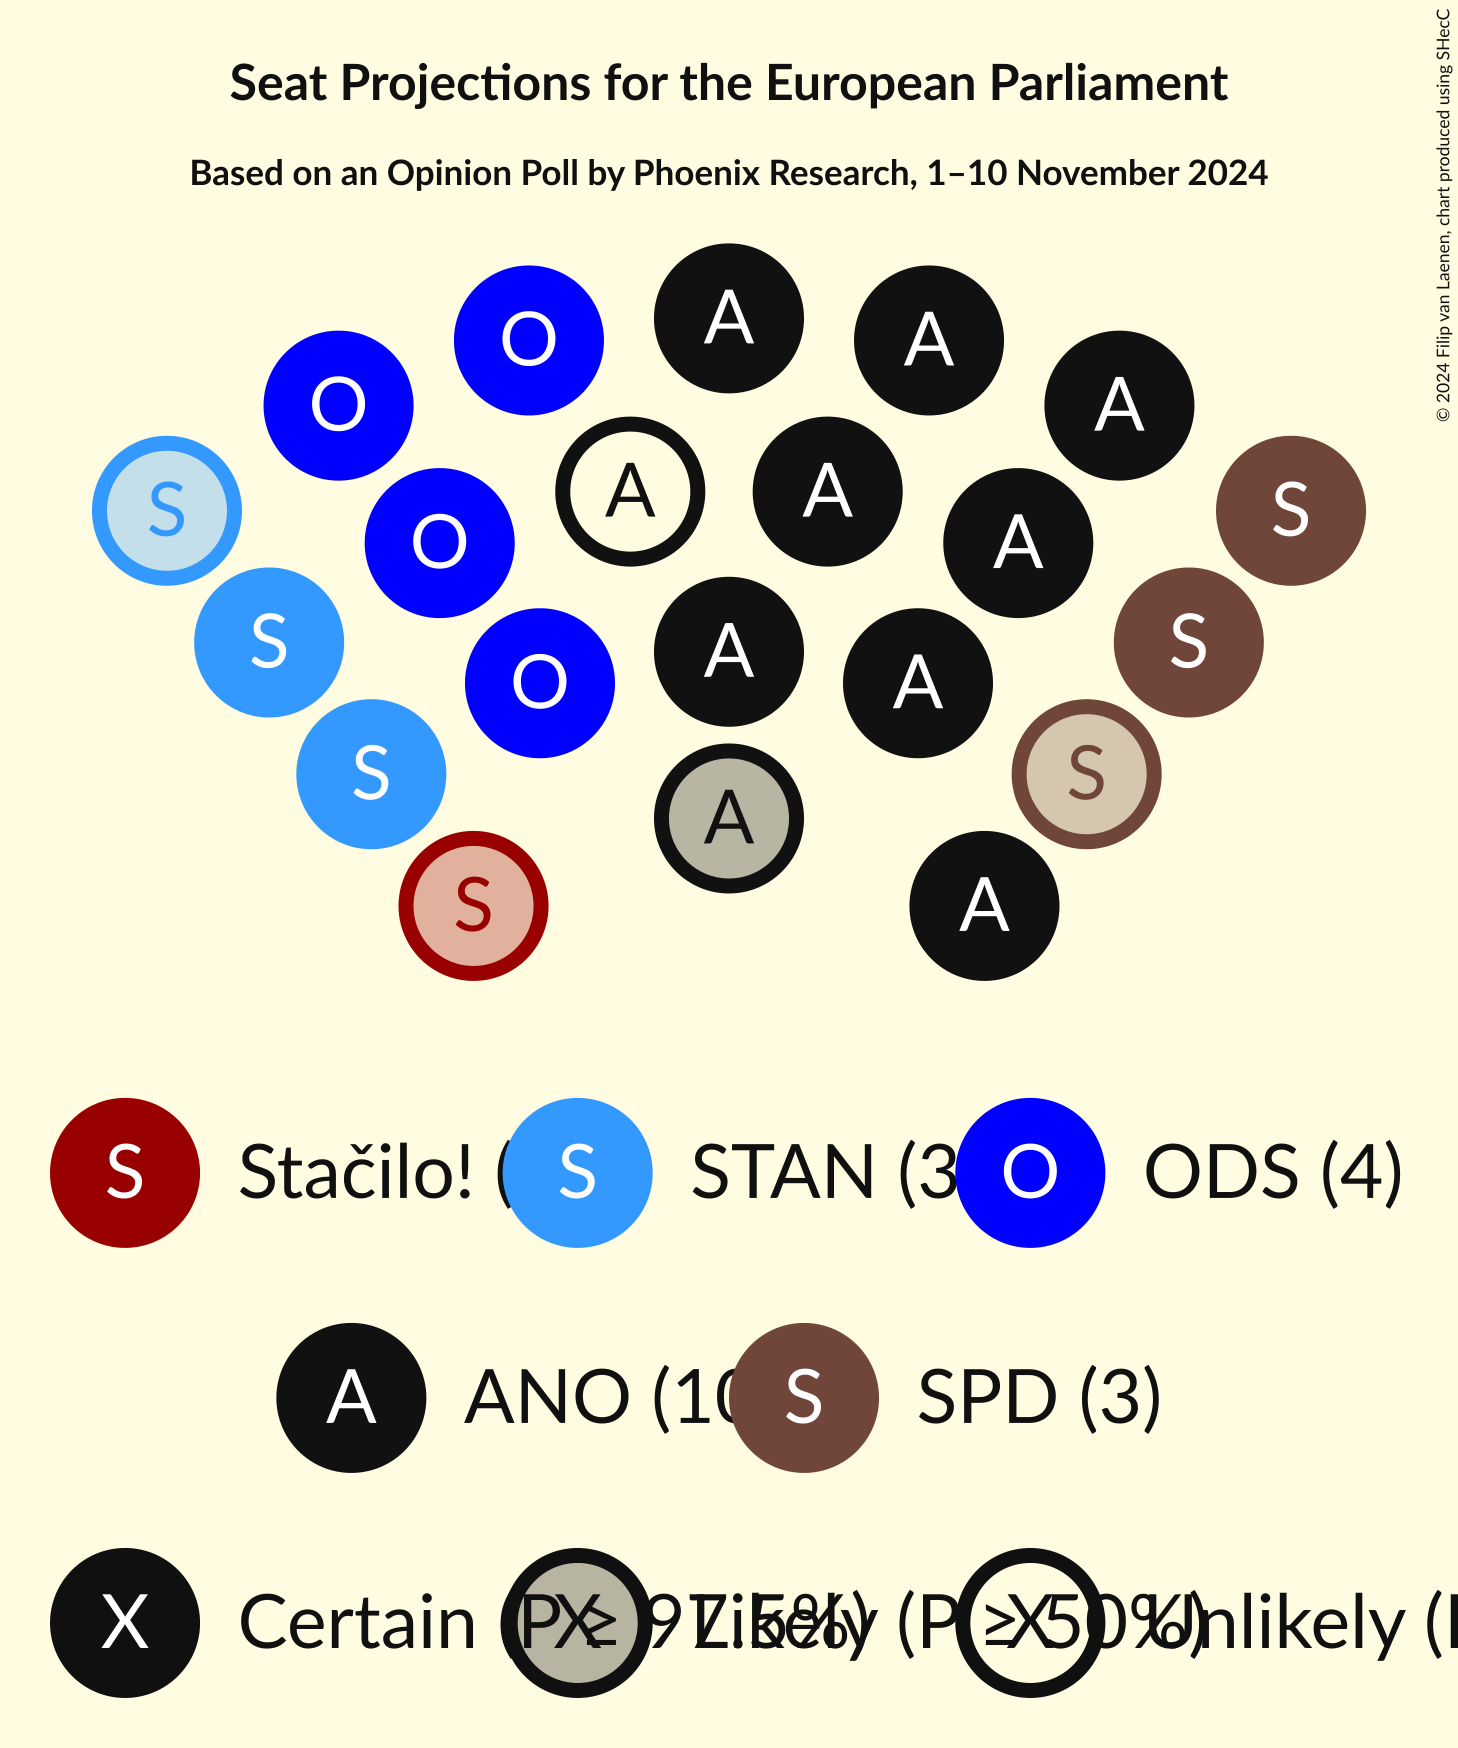 Seat Projections for the European Parliament
Based on an Opinion Poll by Phoenix Research, 1–10 November 2024
© 2024 Filip van Laenen, chart produced using SHecC
A
O A
O A
S A A S
O A
S A S
O A
S A S
S A
S Stačilo! ( S STAN (3 O ODS (4)
A ANO (10 S SPD (3)
X Certain (P ≥ 97.5%) X Likely (P ≥ 50%) X Unlikely (